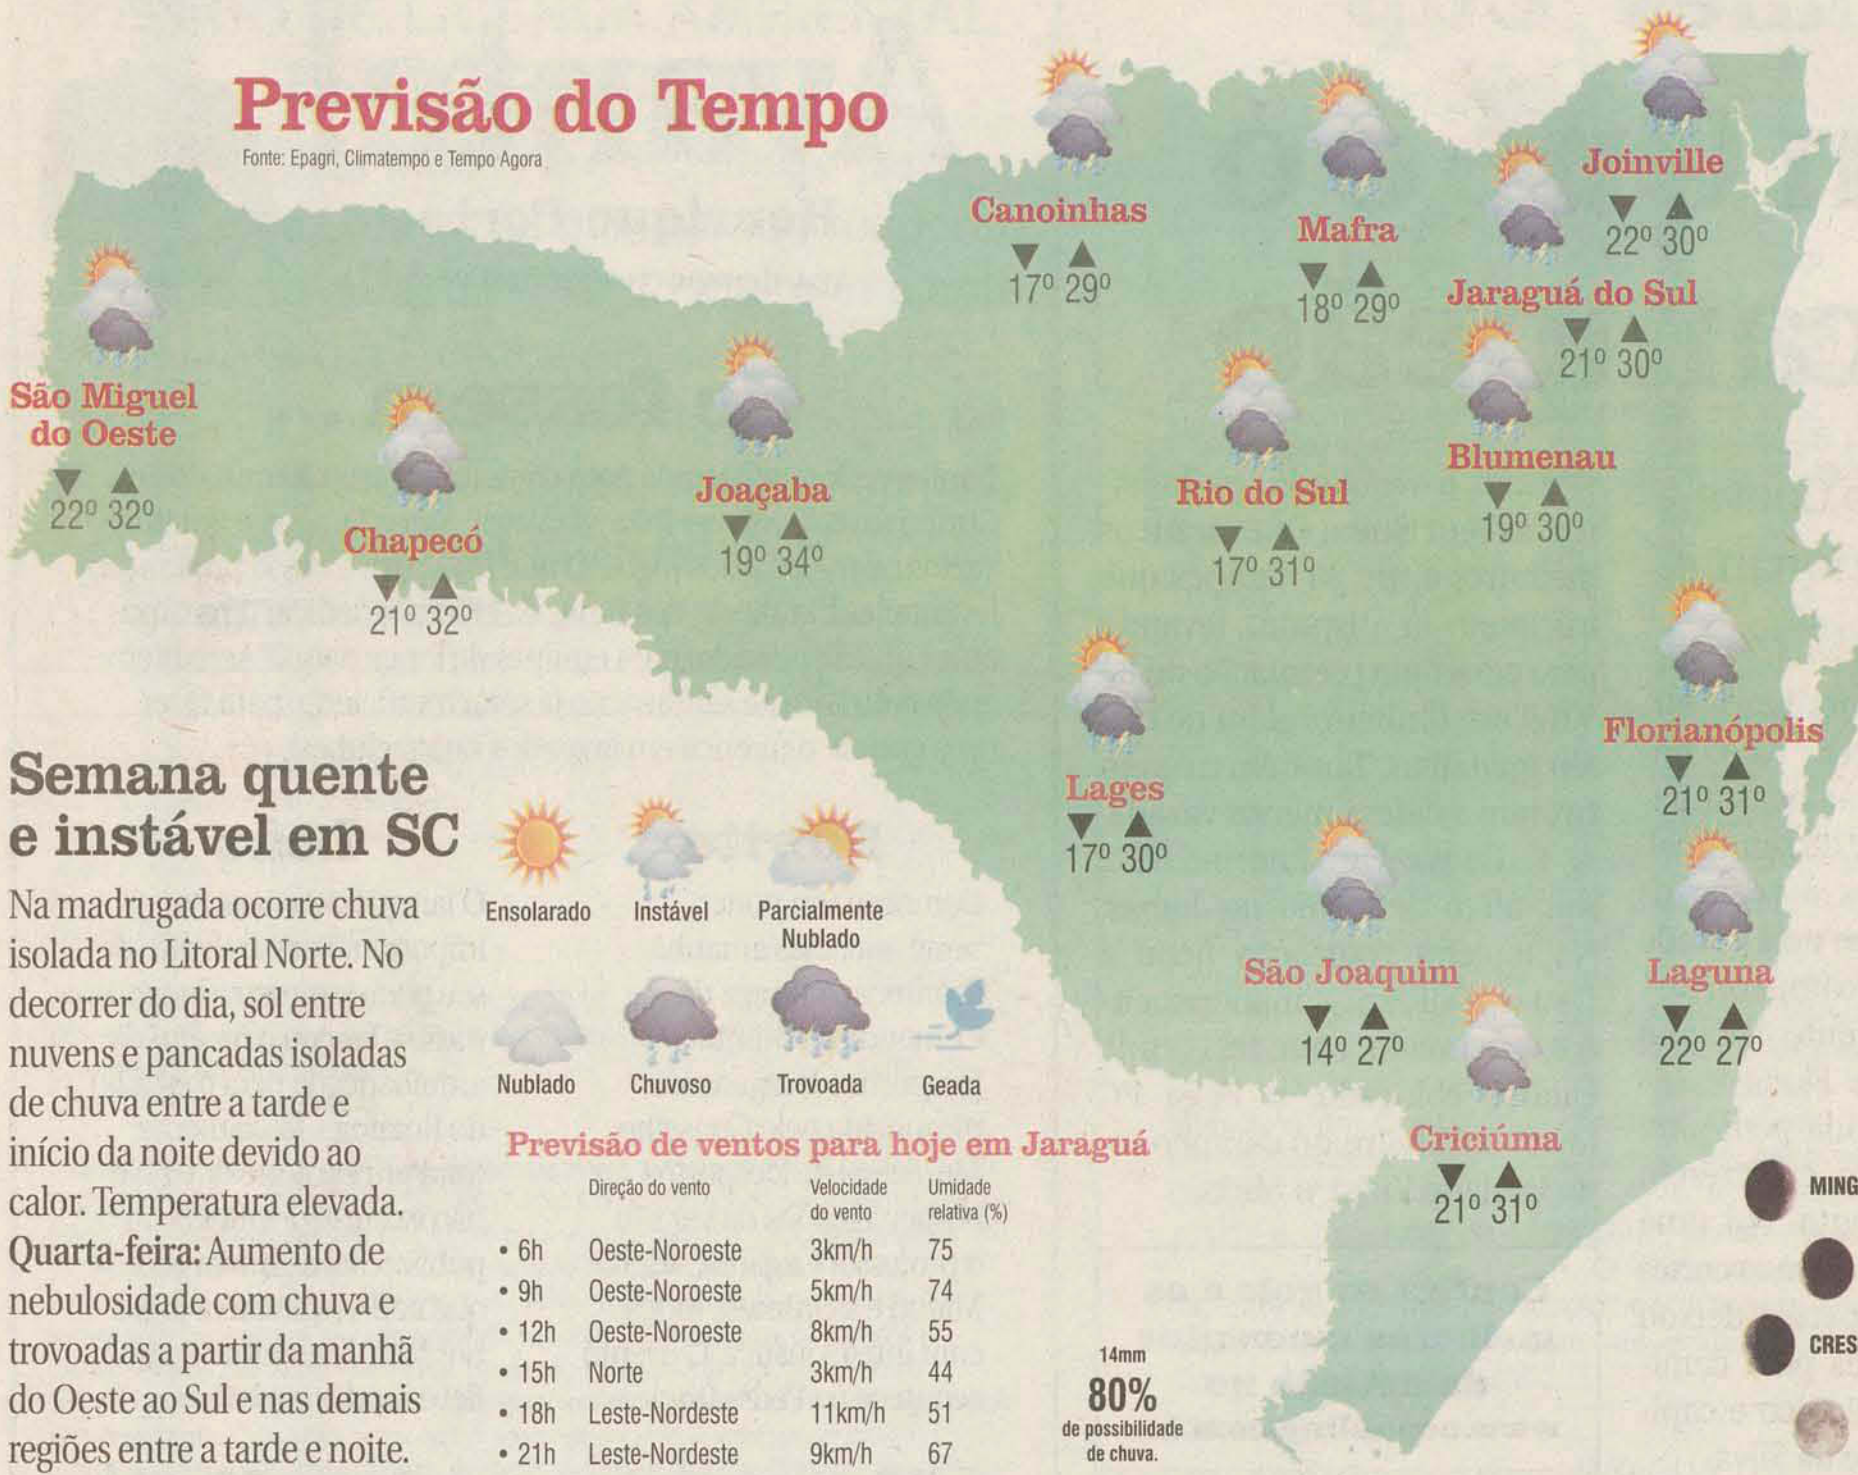 Previsão do Tempo
Fonte: Epagri, Climatempo e Tempo Agora
Joinville
▼ ▲
22º 30º
Canoinhas
▼ ▲
17º 29º
Mafra
▼ ▲
18º 29º
Jaraguá do Sul
▼ ▲
21º 30º
São Miguel
do Oeste
▼ ▲
22º 32º
Chapecó
▼ ▲
21º 32º
Joaçaba
▼ ▲
19º 34º
Rio do Sul
▼ ▲
17º 31º
Blumenau
▼ ▲
19º 30º
Florianópolis
▼ ▲
21º 31º
Lages
▼ ▲
17º 30º
São Joaquim
▼ ▲
14º 27º
Laguna
▼ ▲
22º 27º
Criciúma
▼ ▲
21º 31º
Semana quente
e instável em SC
Na madrugada ocorre chuva
isolada no Litoral Norte. No
decorrer do dia, sol entre
nuvens e pancadas isoladas
de chuva entre a tarde e
início da noite devido ao
calor. Temperatura elevada.
Quarta-feira: Aumento de
nebulosidade com chuva e
trovoadas a partir da manhã
do Oeste ao Sul e nas demais
regiões entre a tarde e noite.
Ensolarado
Instável
Parcialmente
Nublado
Nublado
Chuvoso
Trovoada
Geada
Previsão de ventos para hoje em Jaraguá
Direção do vento Velocidade do vento Umidade relativa (%)
• 6h Oeste-Noroeste 3km/h 75
• 9h Oeste-Noroeste 5km/h 74
• 12h Oeste-Noroeste 8km/h 55
• 15h Norte 3km/h 44
• 18h Leste-Nordeste 11km/h 51
• 21h Leste-Nordeste 9km/h 67
14mm
80%
de possibilidade
de chuva.
MING
CRES